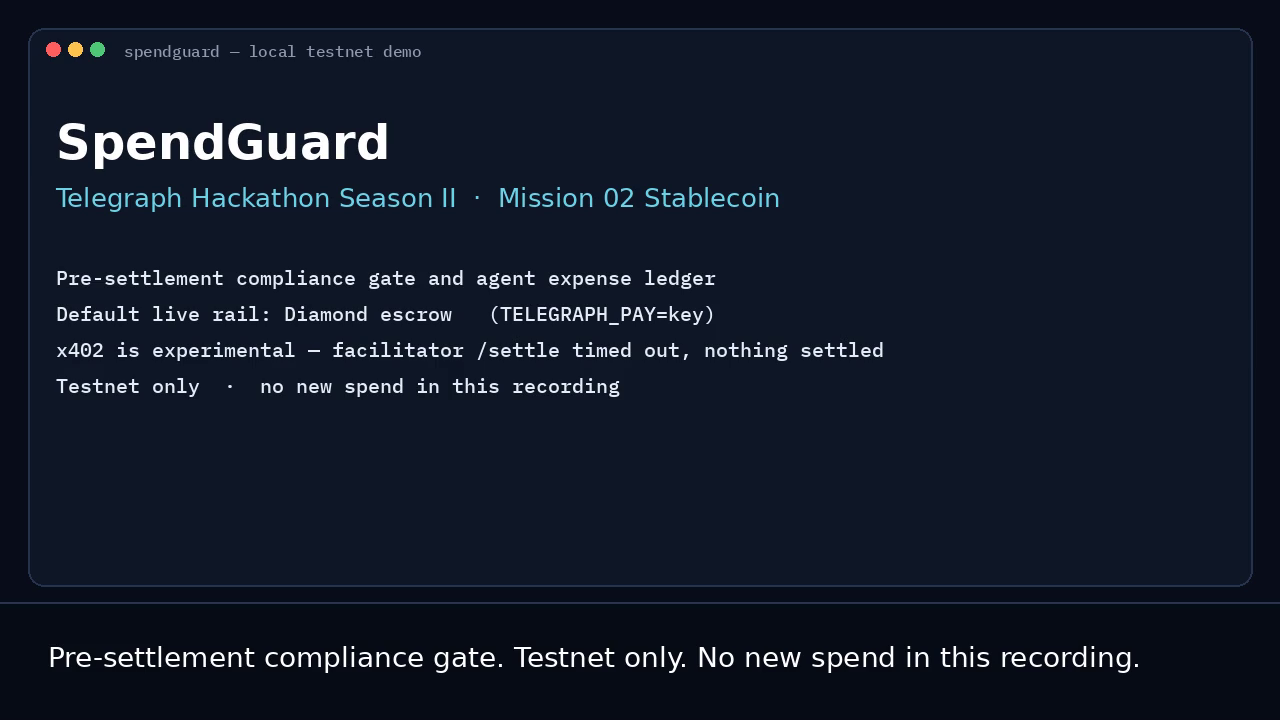 spendguard — local testnet demo
SpendGuard
Telegraph Hackathon Season II · Mission 02 Stablecoin
Pre-settlement compliance gate and agent expense ledger
Default live rail: Diamond escrow (TELEGRAPH_PAY=key)
x402 is experimental — facilitator /settle timed out, nothing settled
Testnet only · no new spend in this recording
Pre-settlement compliance gate. Testnet only. No new spend in this recording.